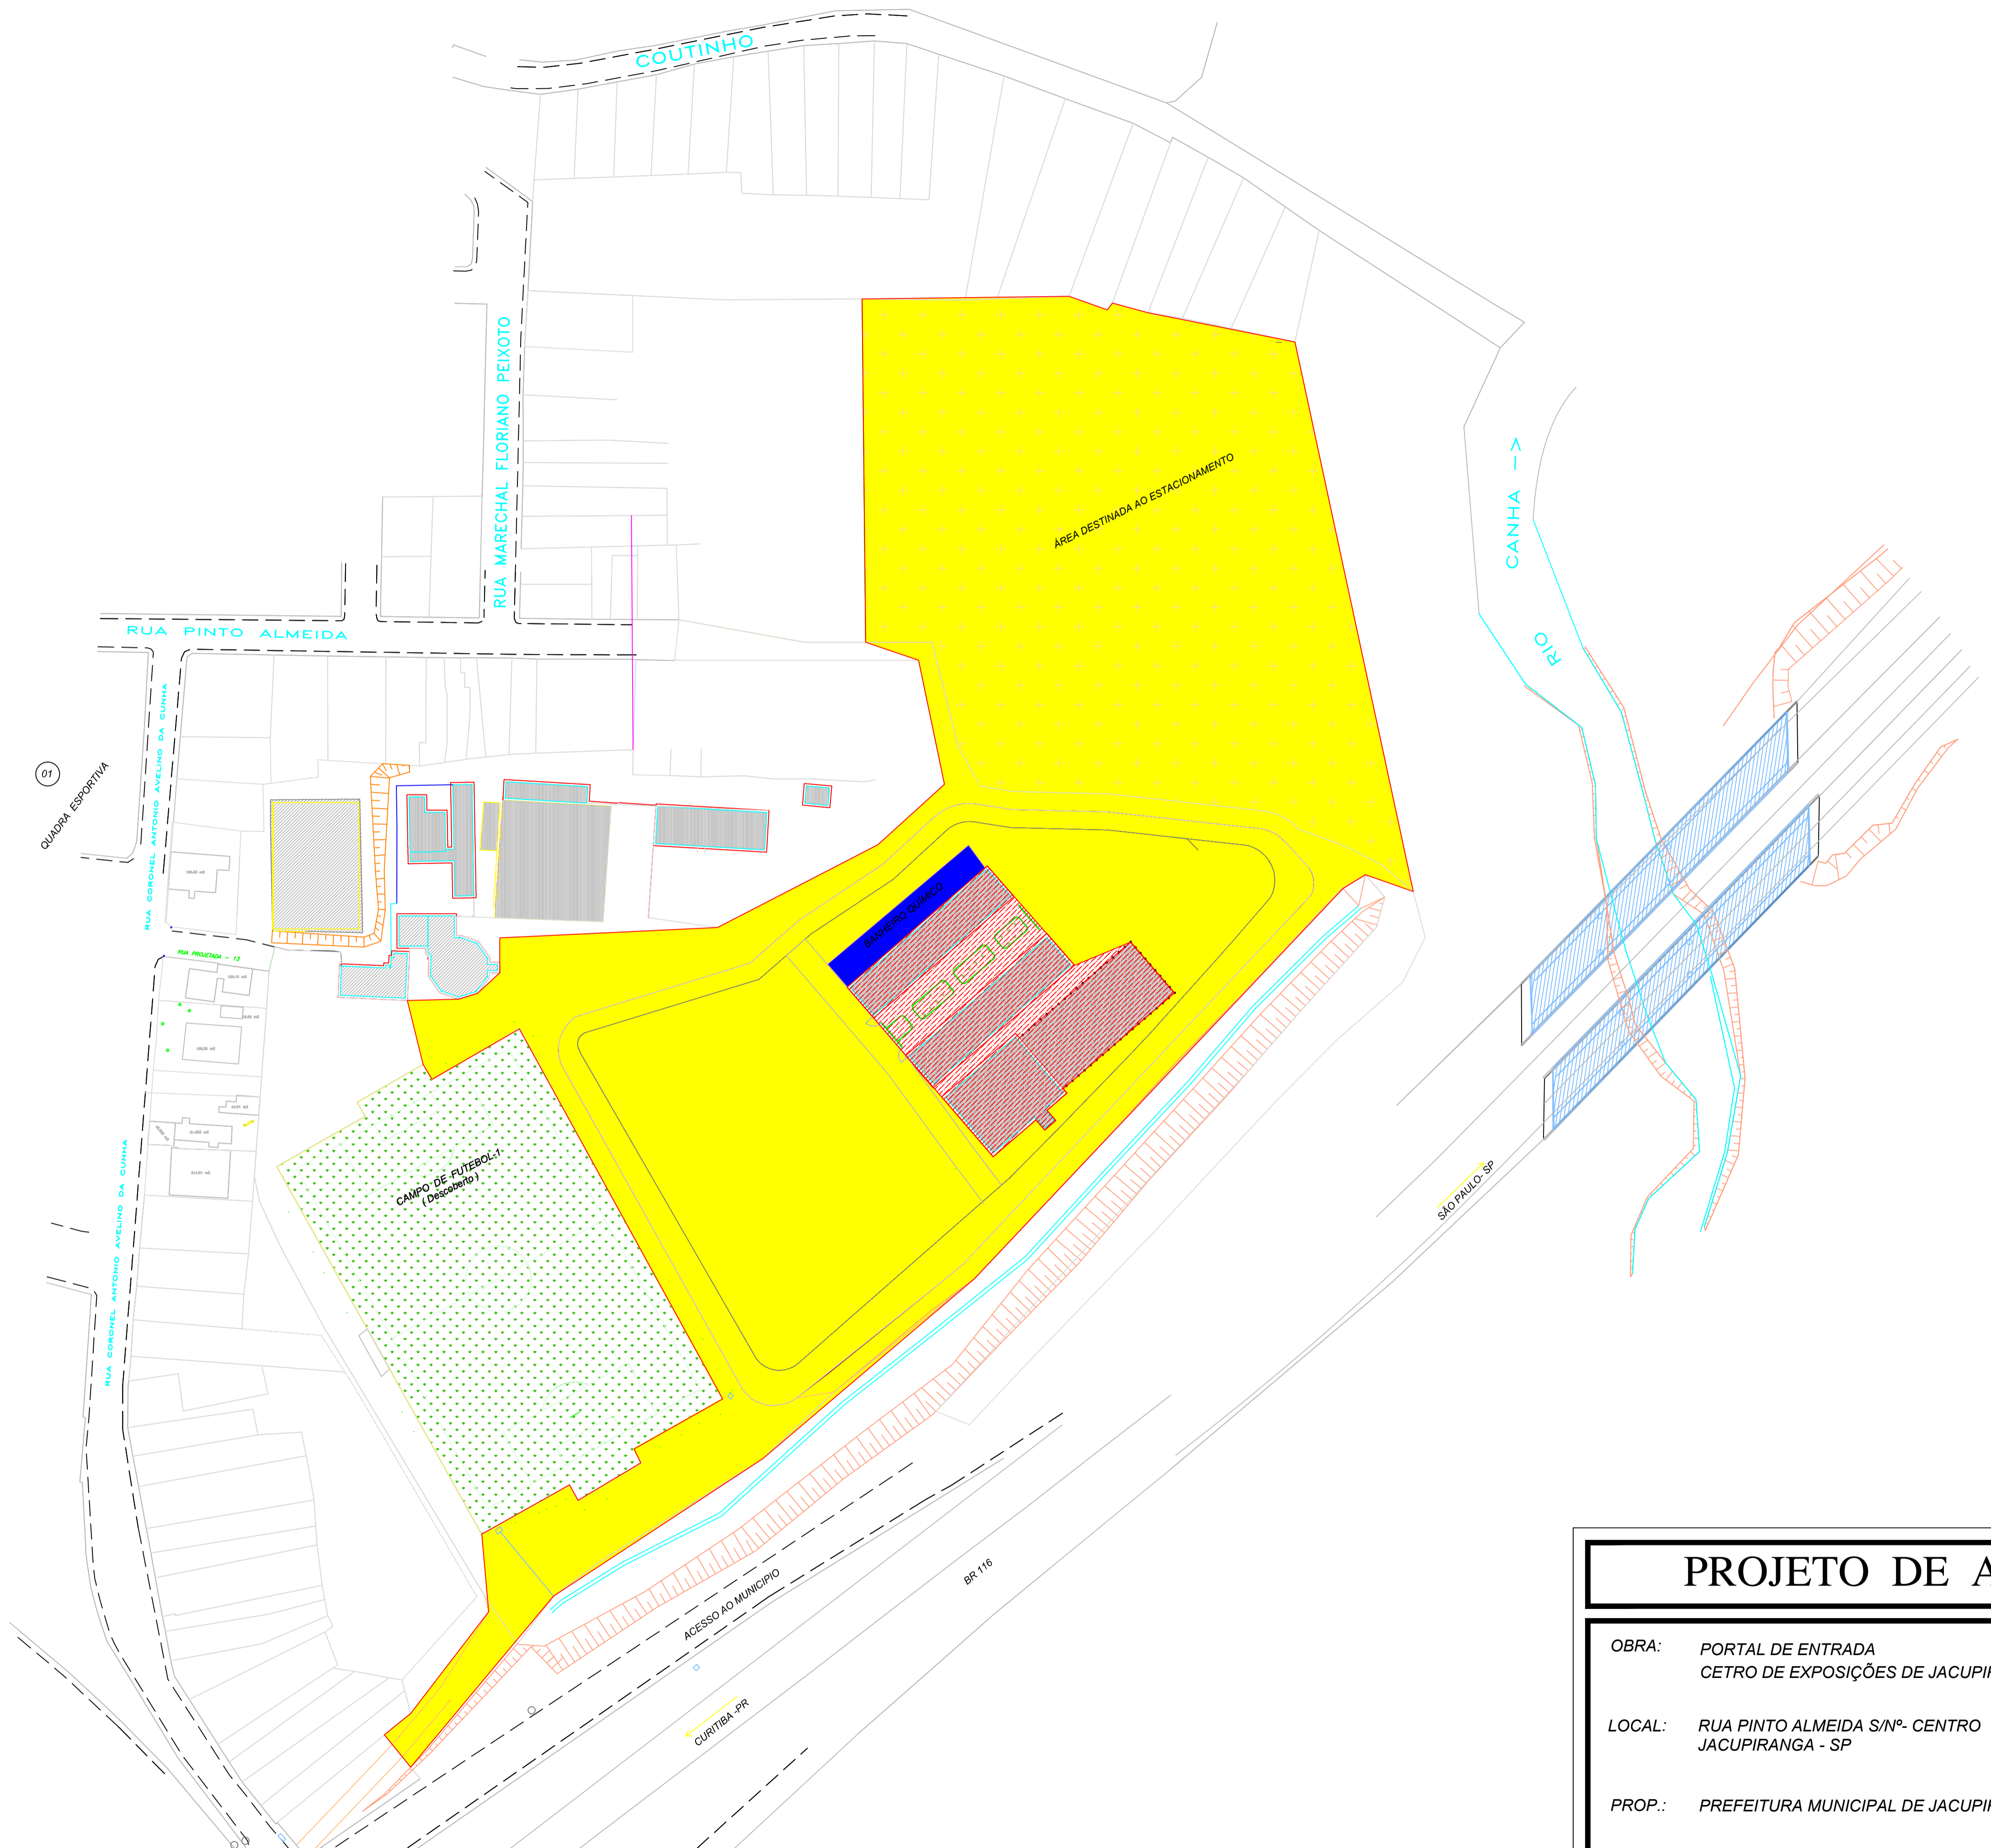 COUTINHO
RUA MARECHAL FLORIANO PEIXOTO
ÁREA DESTINADA AO ESTACIONAMENTO
CANHA ->
RIO
RUA PINTO ALMEIDA
RUA CORONEL ANTONIO AVELINO DA CUNHA
01
QUADRA ESPORTIVA
BANHEIRO QUÍMICO
RUA PROJETADA - 13
CAMPO DE FUTEBOL-1
( Descoberto )
RUA CORONEL ANTONIO AVELINO DA CUNHA
SÃO PAULO- SP
BR 116
ACESSO AO MUNICIPIO
CURITIBA -PR
PROJETO DE A
OBRA: PORTAL DE ENTRADA
CETRO DE EXPOSIÇÕES DE JACUPI
LOCAL: RUA PINTO ALMEIDA S/Nº- CENTRO
JACUPIRANGA - SP
PROP.: PREFEITURA MUNICIPAL DE JACUPI